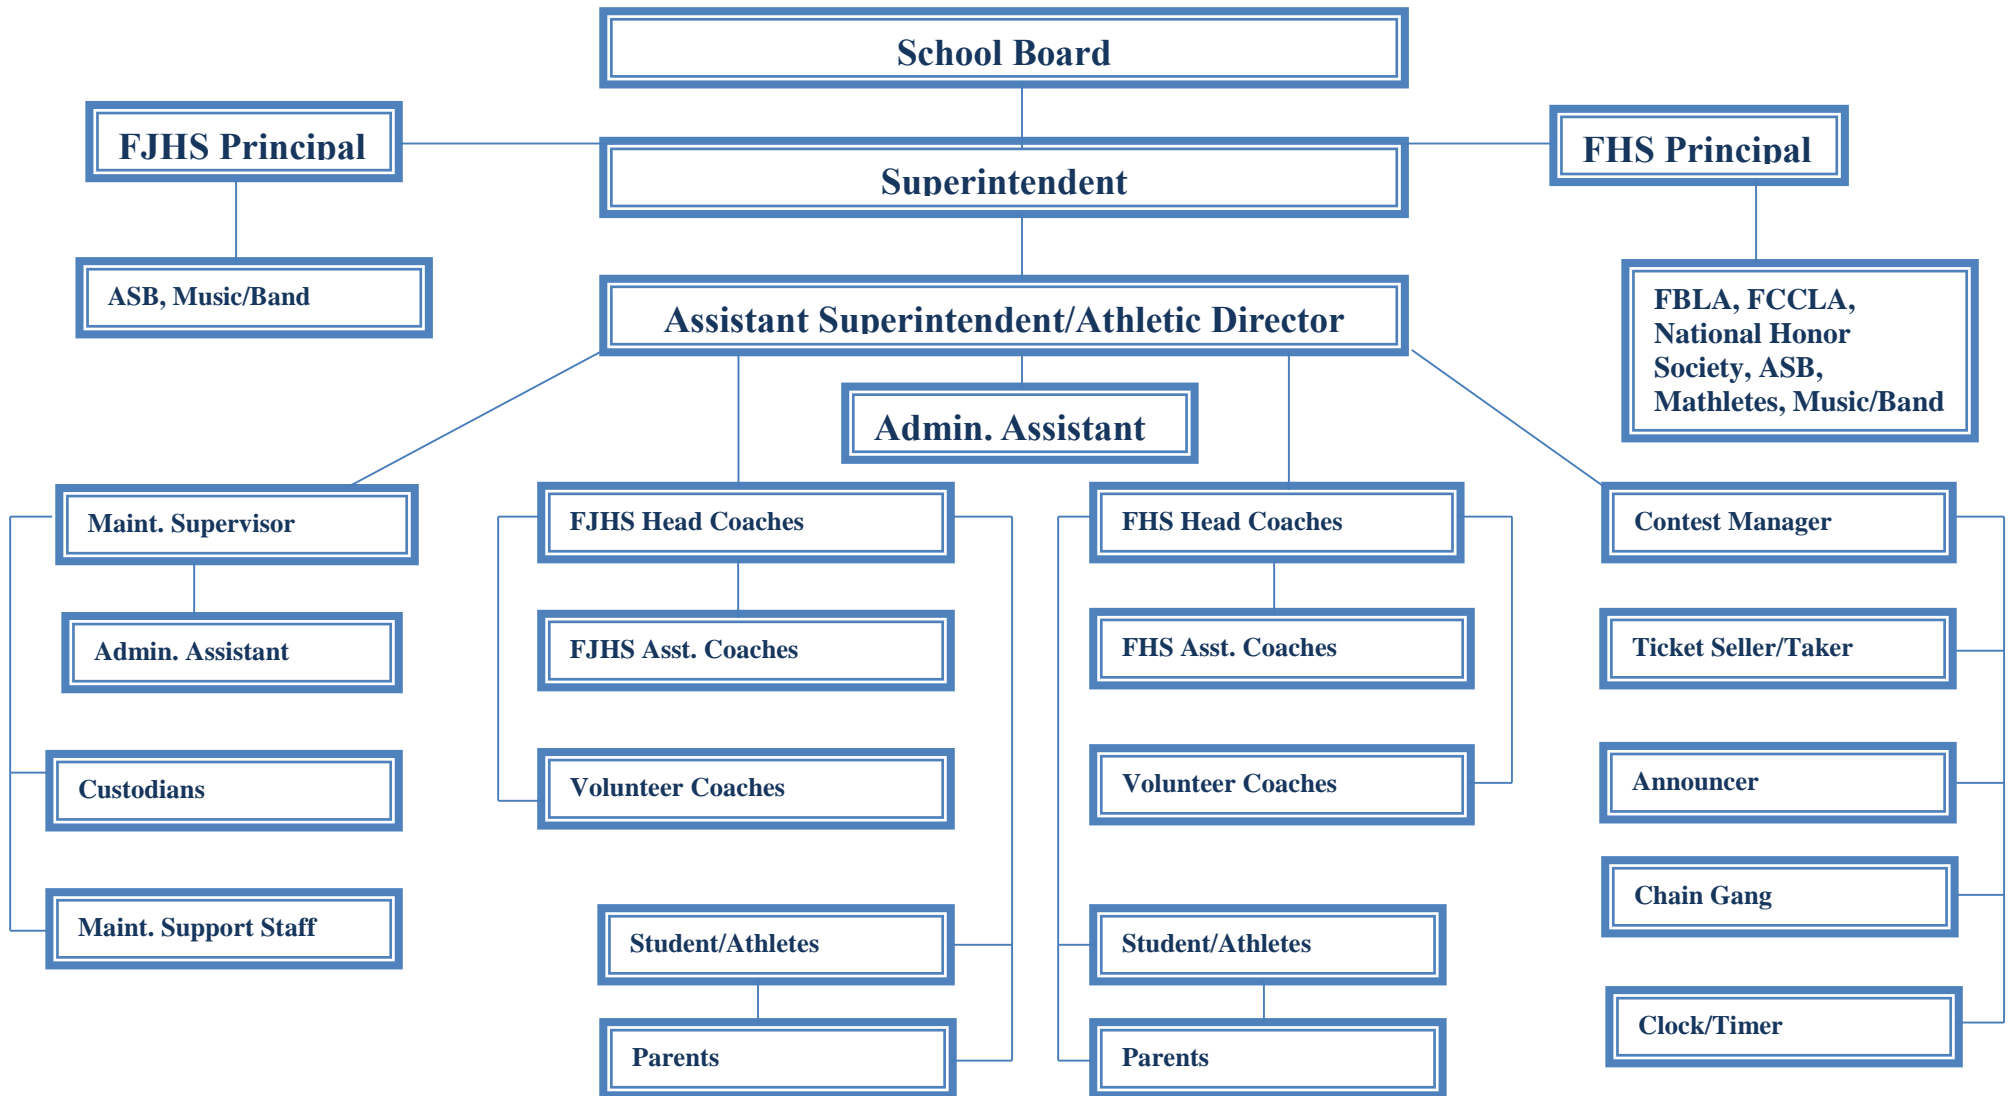 School Board
FJHS Principal
Superintendent
FHS Principal
ASB, Music/Band
FBLA, FCCLA,
National Honor
Society, ASB,
Mathletes, Music/Band
Assistant Superintendent/Athletic Director
Admin. Assistant
Maint. Supervisor
FJHS Head Coaches
FHS Head Coaches
Contest Manager
Admin. Assistant
FJHS Asst. Coaches
FHS Asst. Coaches
Ticket Seller/Taker
Custodians
Volunteer Coaches
Volunteer Coaches
Announcer
Maint. Support Staff
Student/Athletes
Student/Athletes
Chain Gang
Parents
Parents
Clock/Timer